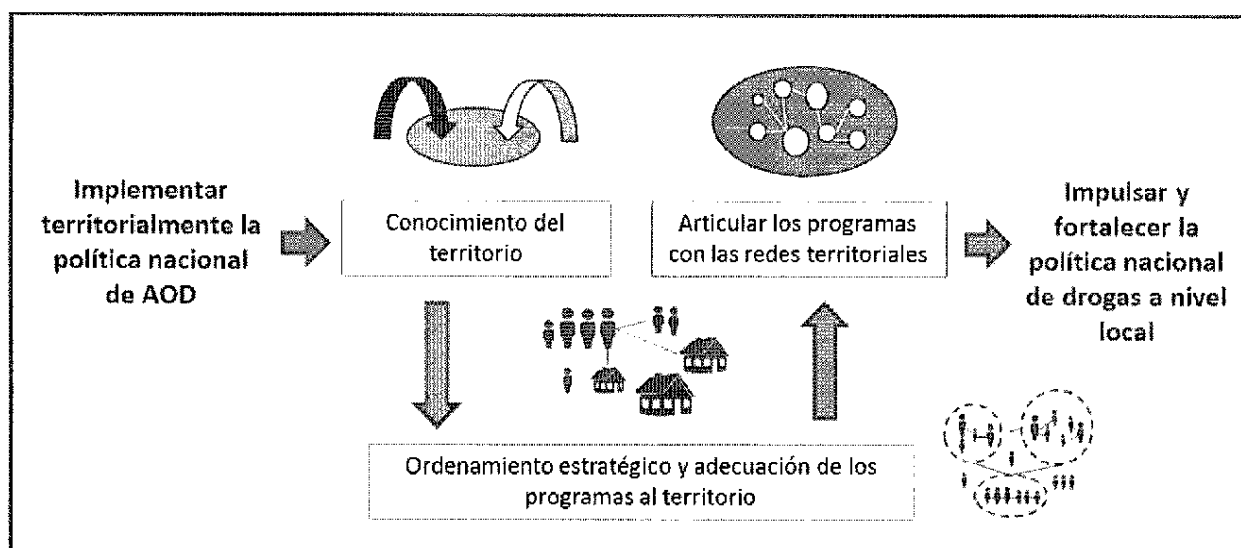 Implementar
territorialmente la
política nacional
de AOD
Conocimiento del
territorio
Articular los programas
con las redes territoriales
Impulsar y
fortalecer la
política nacional
de drogas a nivel
local
Ordenamiento estratégico y adecuación de los
programas al territorio